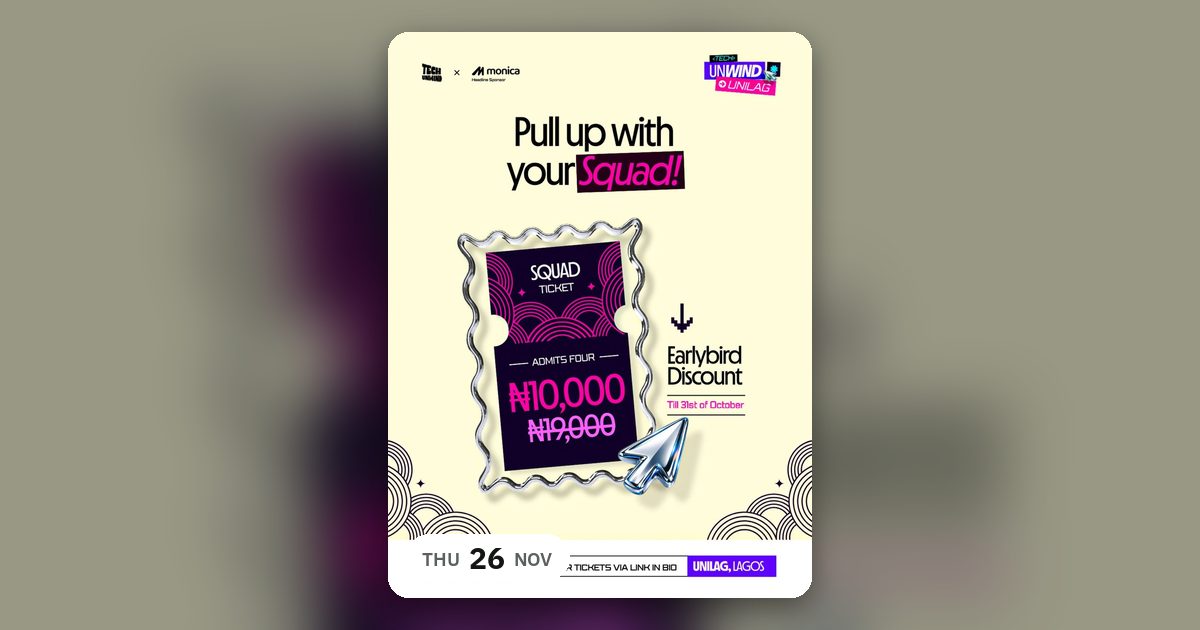 TECH
UNWIND
×
monica
Headline Sponsor
<TECH>
UNWIND
UNILAG
Pull up with
your Squad!
SQUAD
TICKET
ADMITS FOUR
₦10,000
₦19,000
Earlybird
Discount
Till 31st of October
THU 26 NOV
TICKETS VIA LINK IN BIO
UNILAG, LAGOS